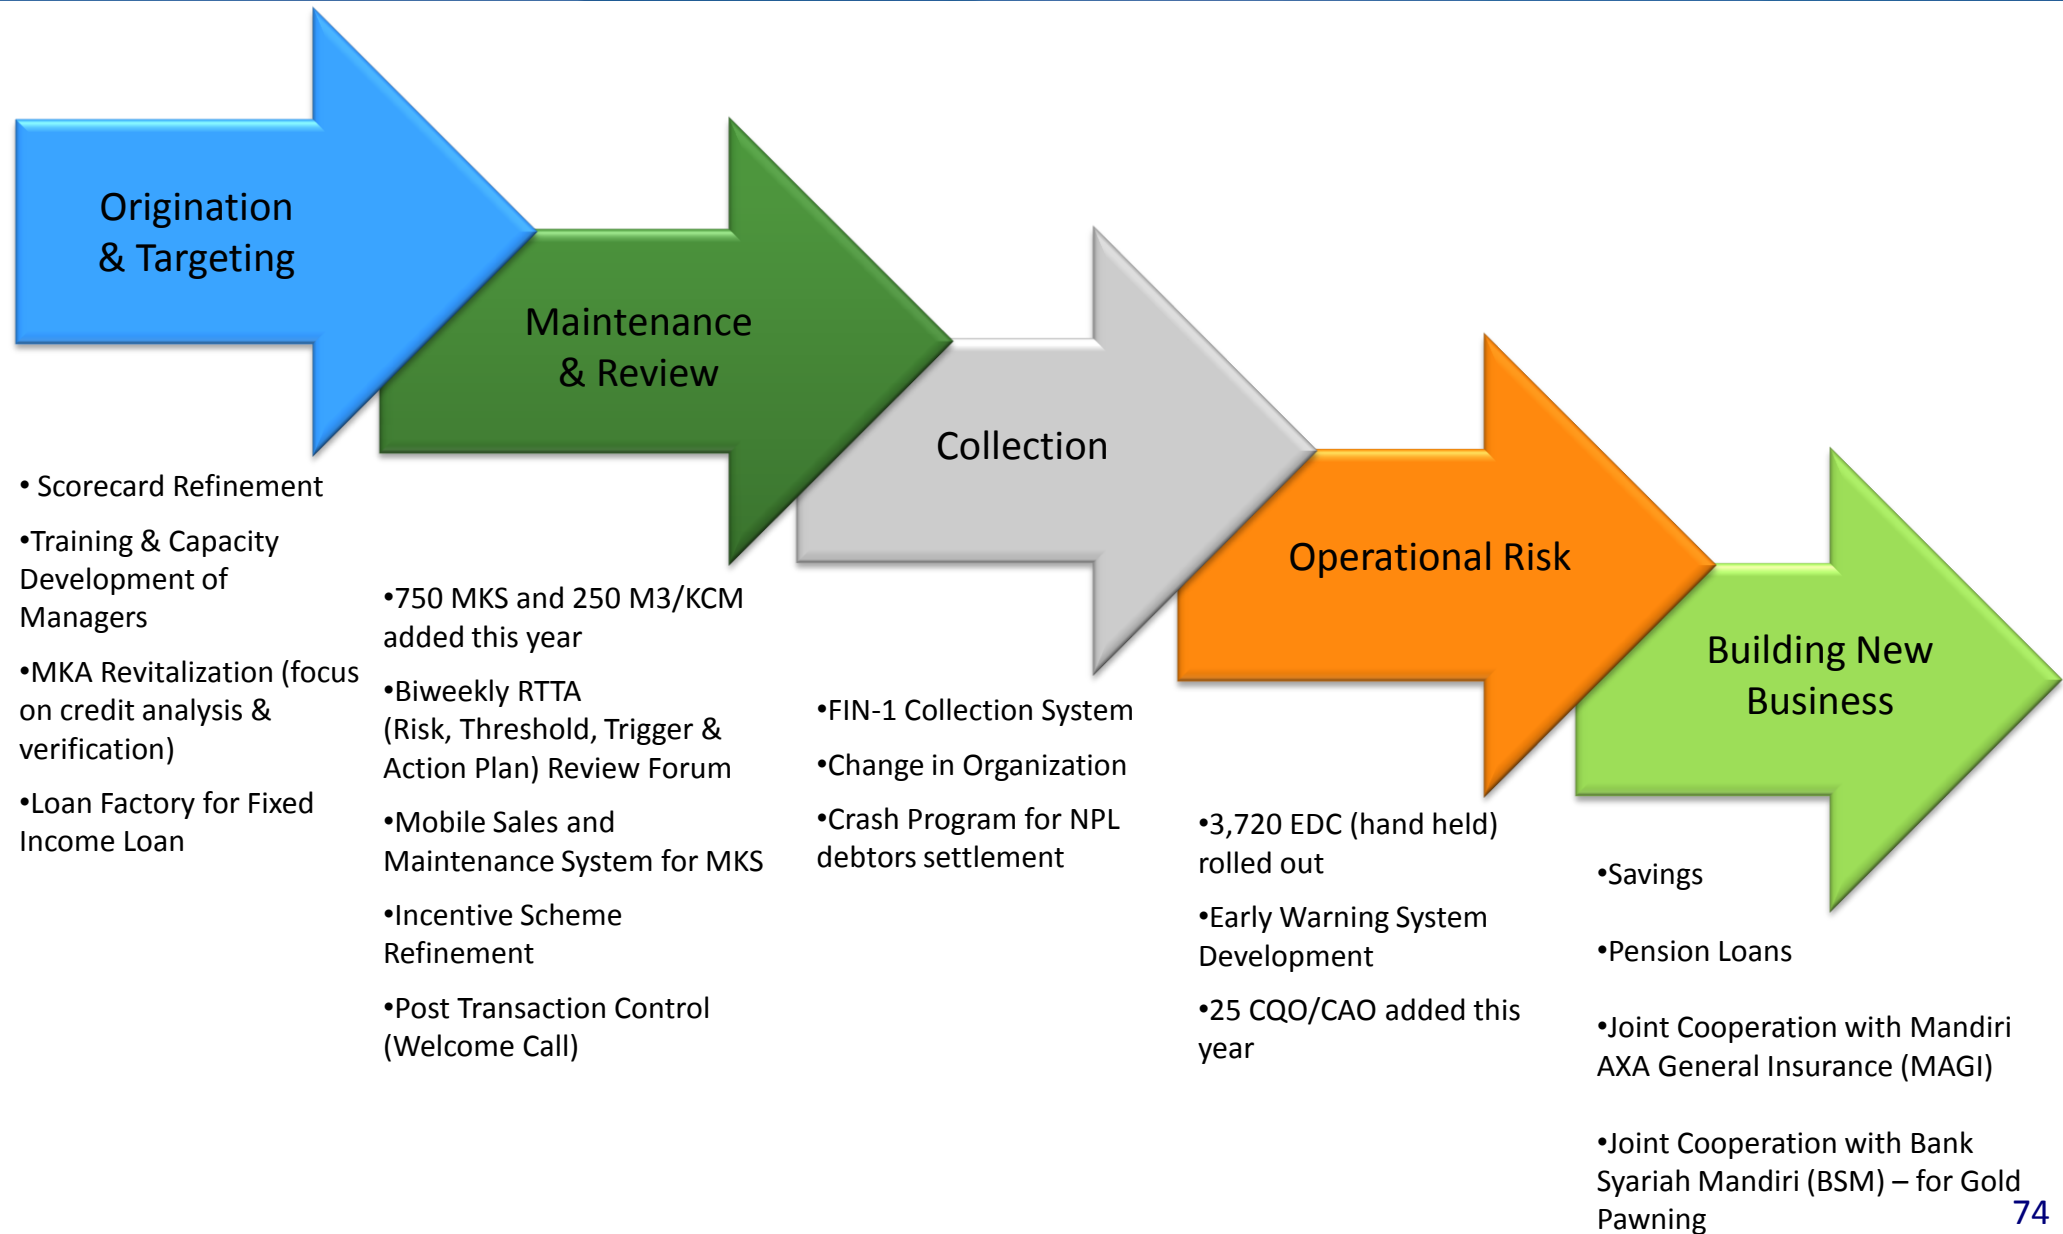 Origination
& Targeting
• Scorecard Refinement
•Training & Capacity
Development of
Managers
•MKA Revitalization (focus
on credit analysis &
verification)
•Loan Factory for Fixed
Income Loan
Maintenance
& Review
•750 MKS and 250 M3/KCM
added this year
•Biweekly RTTA
(Risk, Threshold, Trigger &
Action Plan) Review Forum
•Mobile Sales and
Maintenance System for MKS
•Incentive Scheme
Refinement
•Post Transaction Control
(Welcome Call)
Collection
•FIN-1 Collection System
•Change in Organization
•Crash Program for NPL
debtors settlement
Operational Risk
•3,720 EDC (hand held)
rolled out
•Early Warning System
Development
•25 CQO/CAO added this
year
Building New
Business
•Savings
•Pension Loans
•Joint Cooperation with Mandiri
AXA General Insurance (MAGI)
•Joint Cooperation with Bank
Syariah Mandiri (BSM) – for Gold
Pawning
74